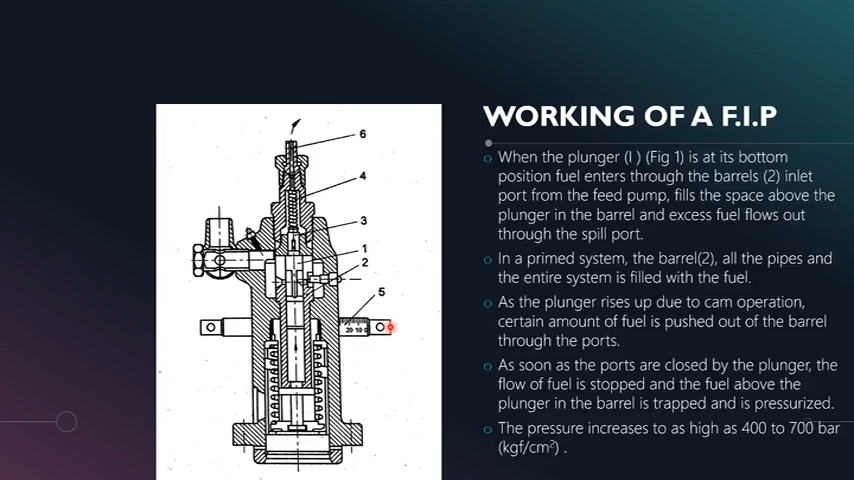 WORKING OF A F.I.P
When the plunger (I ) (Fig 1) is at its bottom
position fuel enters through the barrels (2) inlet
port from the feed pump, fills the space above the
plunger in the barrel and excess fuel flows out
through the spill port.
In a primed system, the barrel(2), all the pipes and
the entire system is filled with the fuel.
As the plunger rises up due to cam operation,
certain amount of fuel is pushed out of the barrel
through the ports.
As soon as the ports are closed by the plunger, the
flow of fuel is stopped and the fuel above the
plunger in the barrel is trapped and is pressurized.
The pressure increases to as high as 400 to 700 bar
(kgf/cm²) .
6
4
3
1
2
5
20 10 0